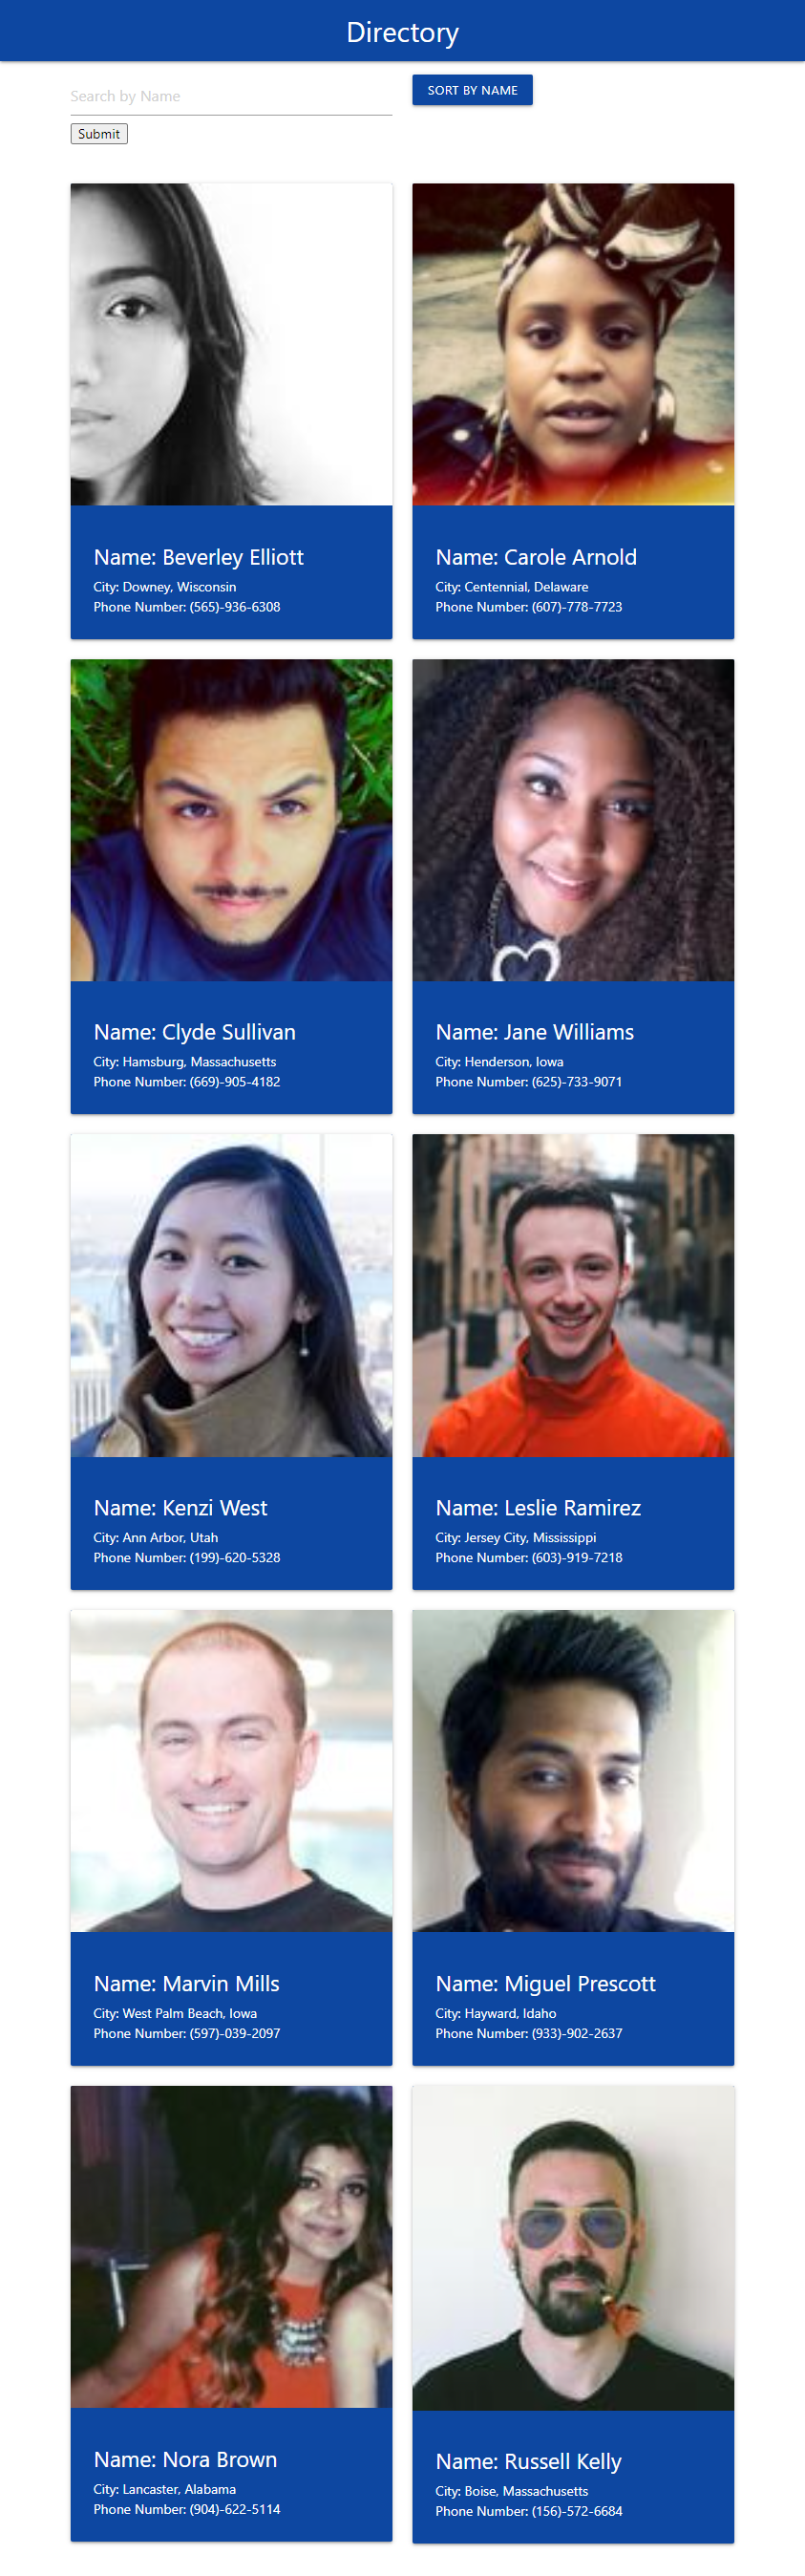 Directory
Search by Name
SORT BY NAME
Submit
Name: Beverley Elliott
City: Downey, Wisconsin
Phone Number: (565)-936-6308
Name: Carole Arnold
City: Centennial, Delaware
Phone Number: (607)-778-7723
Name: Clyde Sullivan
City: Hamsburg, Massachusetts
Phone Number: (669)-905-4182
Name: Jane Williams
City: Henderson, Iowa
Phone Number: (625)-733-9071
Name: Kenzi West
City: Ann Arbor, Utah
Phone Number: (199)-620-5328
Name: Leslie Ramirez
City: Jersey City, Mississippi
Phone Number: (603)-919-7218
Name: Marvin Mills
City: West Palm Beach, Iowa
Phone Number: (597)-039-2097
Name: Miguel Prescott
City: Hayward, Idaho
Phone Number: (933)-902-2637
Name: Nora Brown
City: Lancaster, Alabama
Phone Number: (904)-622-5114
Name: Russell Kelly
City: Boise, Massachusetts
Phone Number: (156)-572-6684